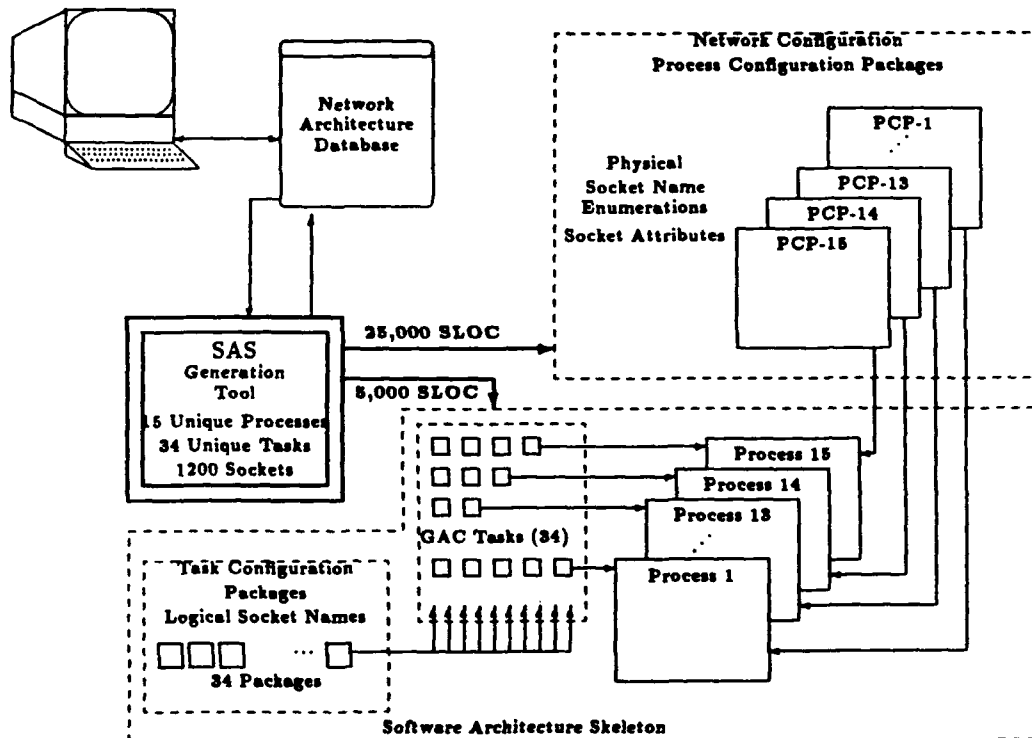 Network
Architecture
Database
Network Configuration
Process Configuration Packages
Physical
Socket Name
Enumerations
Socket Attributes
PCP-1
PCP-13
PCP-14
PCP-15
25,000 SLOC
5,000 SLOC
SAS
Generation
Tool
15 Unique Processes
34 Unique Tasks
1200 Sockets
GAC Tasks (34)
Process 15
Process 14
Process 13
Process 1
Task Configuration
Packages
Logical Socket Names
...
34 Packages
Software Architecture Skeleton